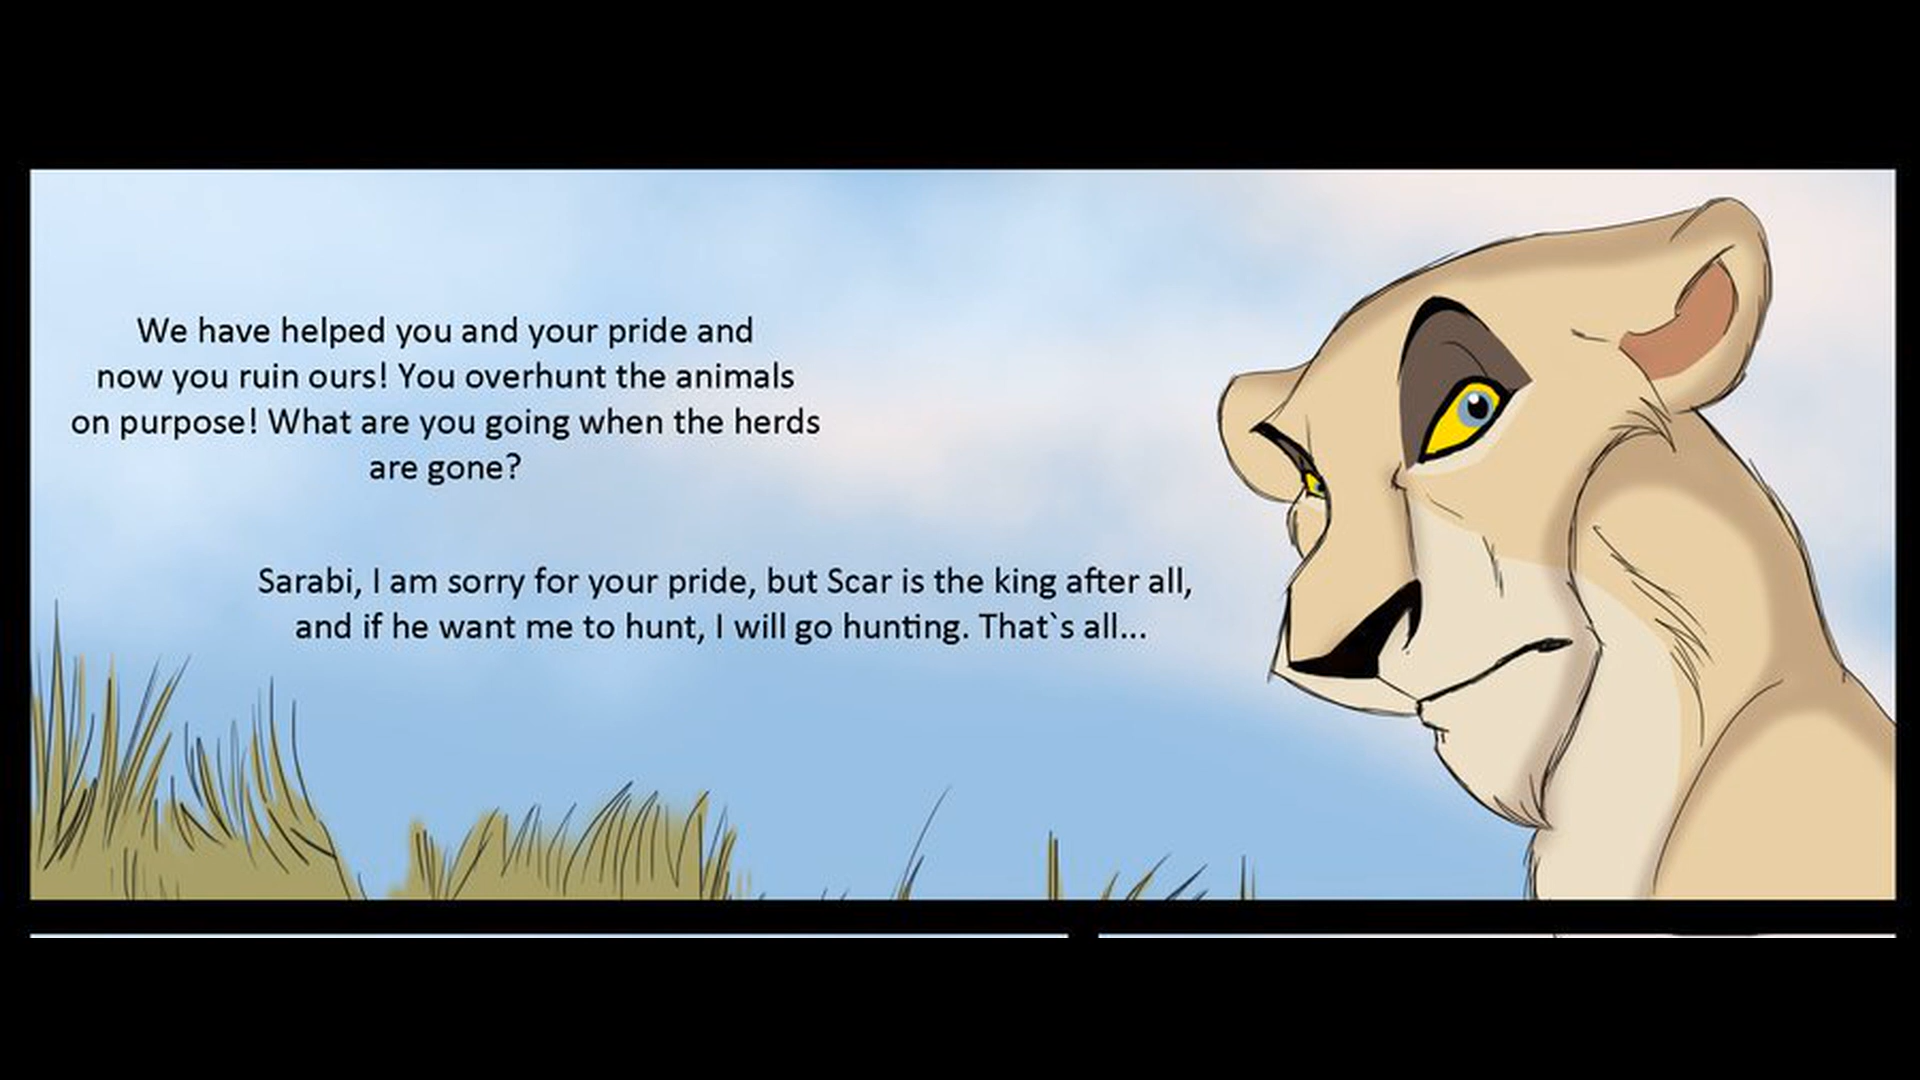 We have helped you and your pride and
now you ruin ours! You overhunt the animals
on purpose! What are you going when the herds
are gone?
Sarabi, I am sorry for your pride, but Scar is the king after all,
and if he want me to hunt, I will go hunting. That`s all...